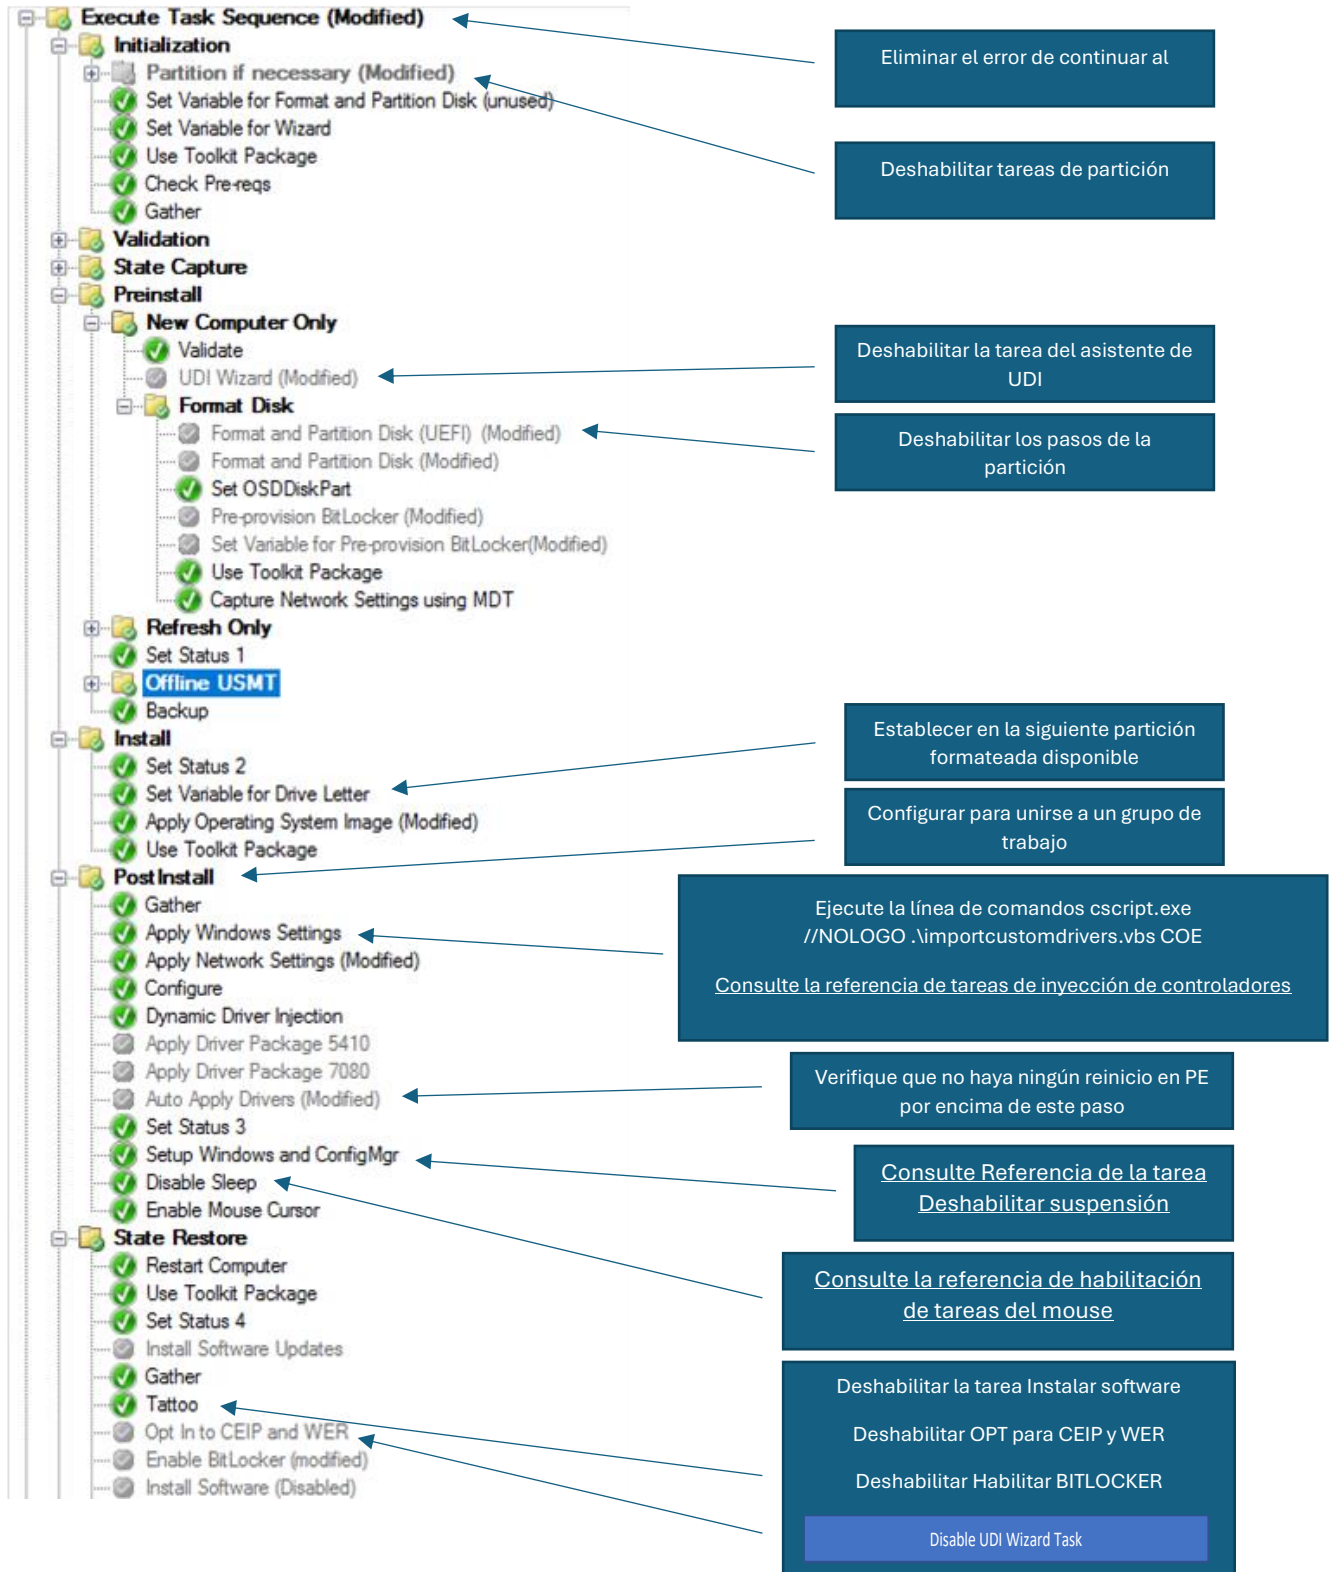 Execute Task Sequence (Modified)
Initialization
Partition if necessary (Modified)
Set Variable for Format and Partition Disk (unused)
Set Variable for Wizard
Use Toolkit Package
Check Pre-reqs
Gather
Validation
State Capture
Preinstall
New Computer Only
Validate
UDI Wizard (Modified)
Format Disk
Format and Partition Disk (UEFI) (Modified)
Format and Partition Disk (Modified)
Set OSDDiskPart
Pre-provision BitLocker (Modified)
Set Variable for Pre-provision BitLocker(Modified)
Use Toolkit Package
Capture Network Settings using MDT
Refresh Only
Set Status 1
Offline USMT
Backup
Install
Set Status 2
Set Variable for Drive Letter
Apply Operating System Image (Modified)
Use Toolkit Package
PostInstall
Gather
Apply Windows Settings
Apply Network Settings (Modified)
Configure
Dynamic Driver Injection
Apply Driver Package 5410
Apply Driver Package 7080
Auto Apply Drivers (Modified)
Set Status 3
Setup Windows and ConfigMgr
Disable Sleep
Enable Mouse Cursor
State Restore
Restart Computer
Use Toolkit Package
Set Status 4
Install Software Updates
Gather
Tattoo
Opt In to CEIP and WER
Enable BitLocker (modified)
Install Software (Disabled)
Eliminar el error de continuar al
Deshabilitar tareas de partición
Deshabilitar la tarea del asistente de
UDI
Deshabilitar los pasos de la
partición
Establecer en la siguiente partición
formateada disponible
Configurar para unirse a un grupo de
trabajo
Ejecute la línea de comandos cscript.exe
//NOLOGO .\importcustomdrivers.vbs COE
Consulte la referencia de tareas de inyección de controladores
Verifique que no haya ningún reinicio en PE
por encima de este paso
Consulte Referencia de la tarea
Deshabilitar suspensión
Consulte la referencia de habilitación
de tareas del mouse
Deshabilitar la tarea Instalar software
Deshabilitar OPT para CEIP y WER
Deshabilitar Habilitar BITLOCKER
Disable UDI Wizard Task